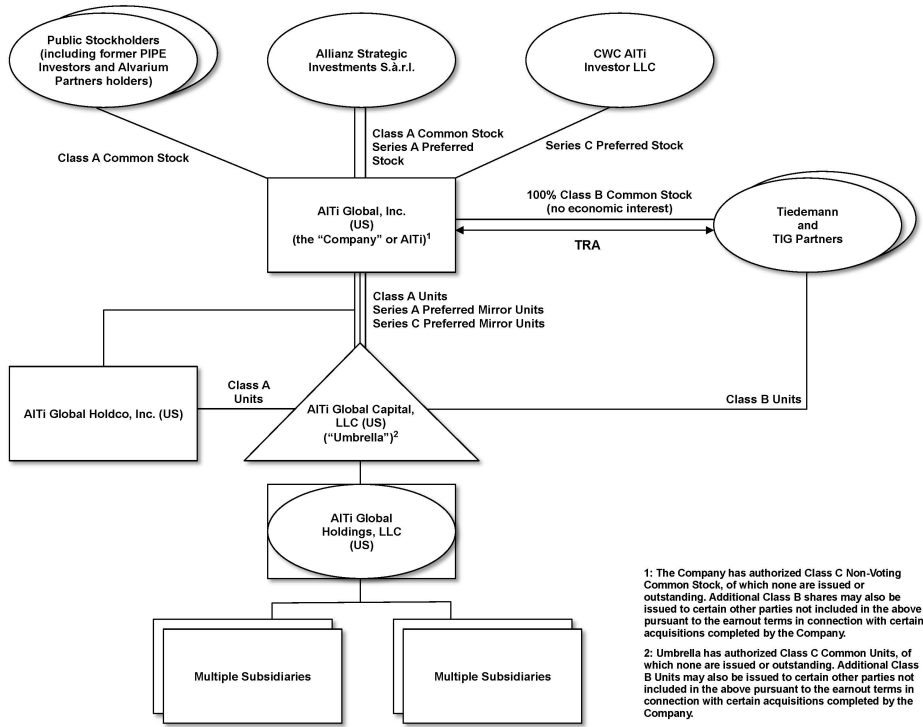 Public Stockholders
(including former PIPE
Investors and Alvarium
Partners holders)
Allianz Strategic
Investments S.à.r.l.
CWC AlTi
Investor LLC
Class A Common Stock
Class A Common Stock
Series A Preferred
Stock
Series C Preferred Stock
AlTi Global, Inc.
(US)
(the “Company” or AlTi)1
100% Class B Common Stock
(no economic interest)
TRA
Tiedemann
and
TIG Partners
Class A Units
Series A Preferred Mirror Units
Series C Preferred Mirror Units
AlTi Global Holdco, Inc. (US)
Class A
Units
AlTi Global Capital,
LLC (US)
(“Umbrella”)2
Class B Units
AlTi Global
Holdings, LLC
(US)
Multiple Subsidiaries
Multiple Subsidiaries
1: The Company has authorized Class C Non-Voting
Common Stock, of which none are issued or
outstanding. Additional Class B shares may also be
issued to certain other parties not included in the above
pursuant to the earnout terms in connection with certain
acquisitions completed by the Company.
2: Umbrella has authorized Class C Common Units, of
which none are issued or outstanding. Additional Class
B Units may also be issued to certain other parties not
included in the above pursuant to the earnout terms in
connection with certain acquisitions completed by the
Company.